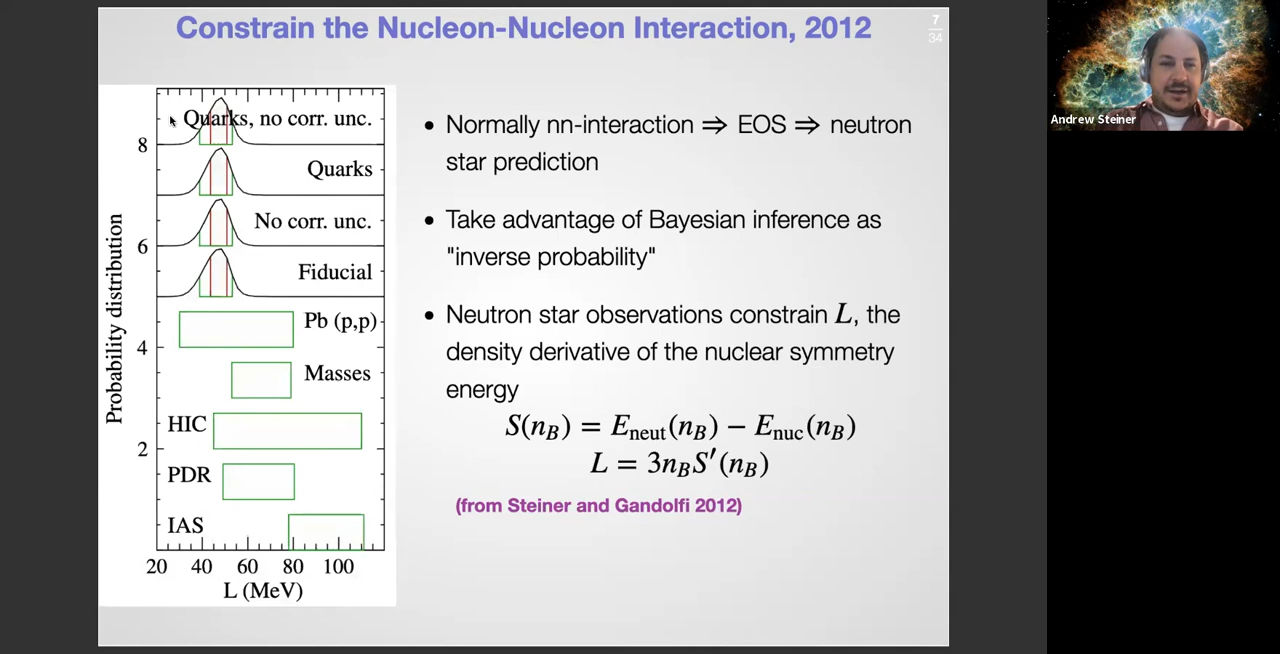 Constrain the Nucleon-Nucleon Interaction, 2012
7
34
Quarks, no corr. unc.
8
Quarks
No corr. unc.
6
Fiducial
Pb (p,p)
4
Masses
HIC
2
PDR
IAS
20 40 60 80 100
L (MeV)
Probability distribution
• Normally nn-interaction ⇒ EOS ⇒ neutron
star prediction
• Take advantage of Bayesian inference as
"inverse probability"
• Neutron star observations constrain L, the
density derivative of the nuclear symmetry
energy
S(n_B) = E_neut(n_B) − E_nuc(n_B)
L = 3n_BS′(n_B)
(from Steiner and Gandolfi 2012)
Andrew Steiner